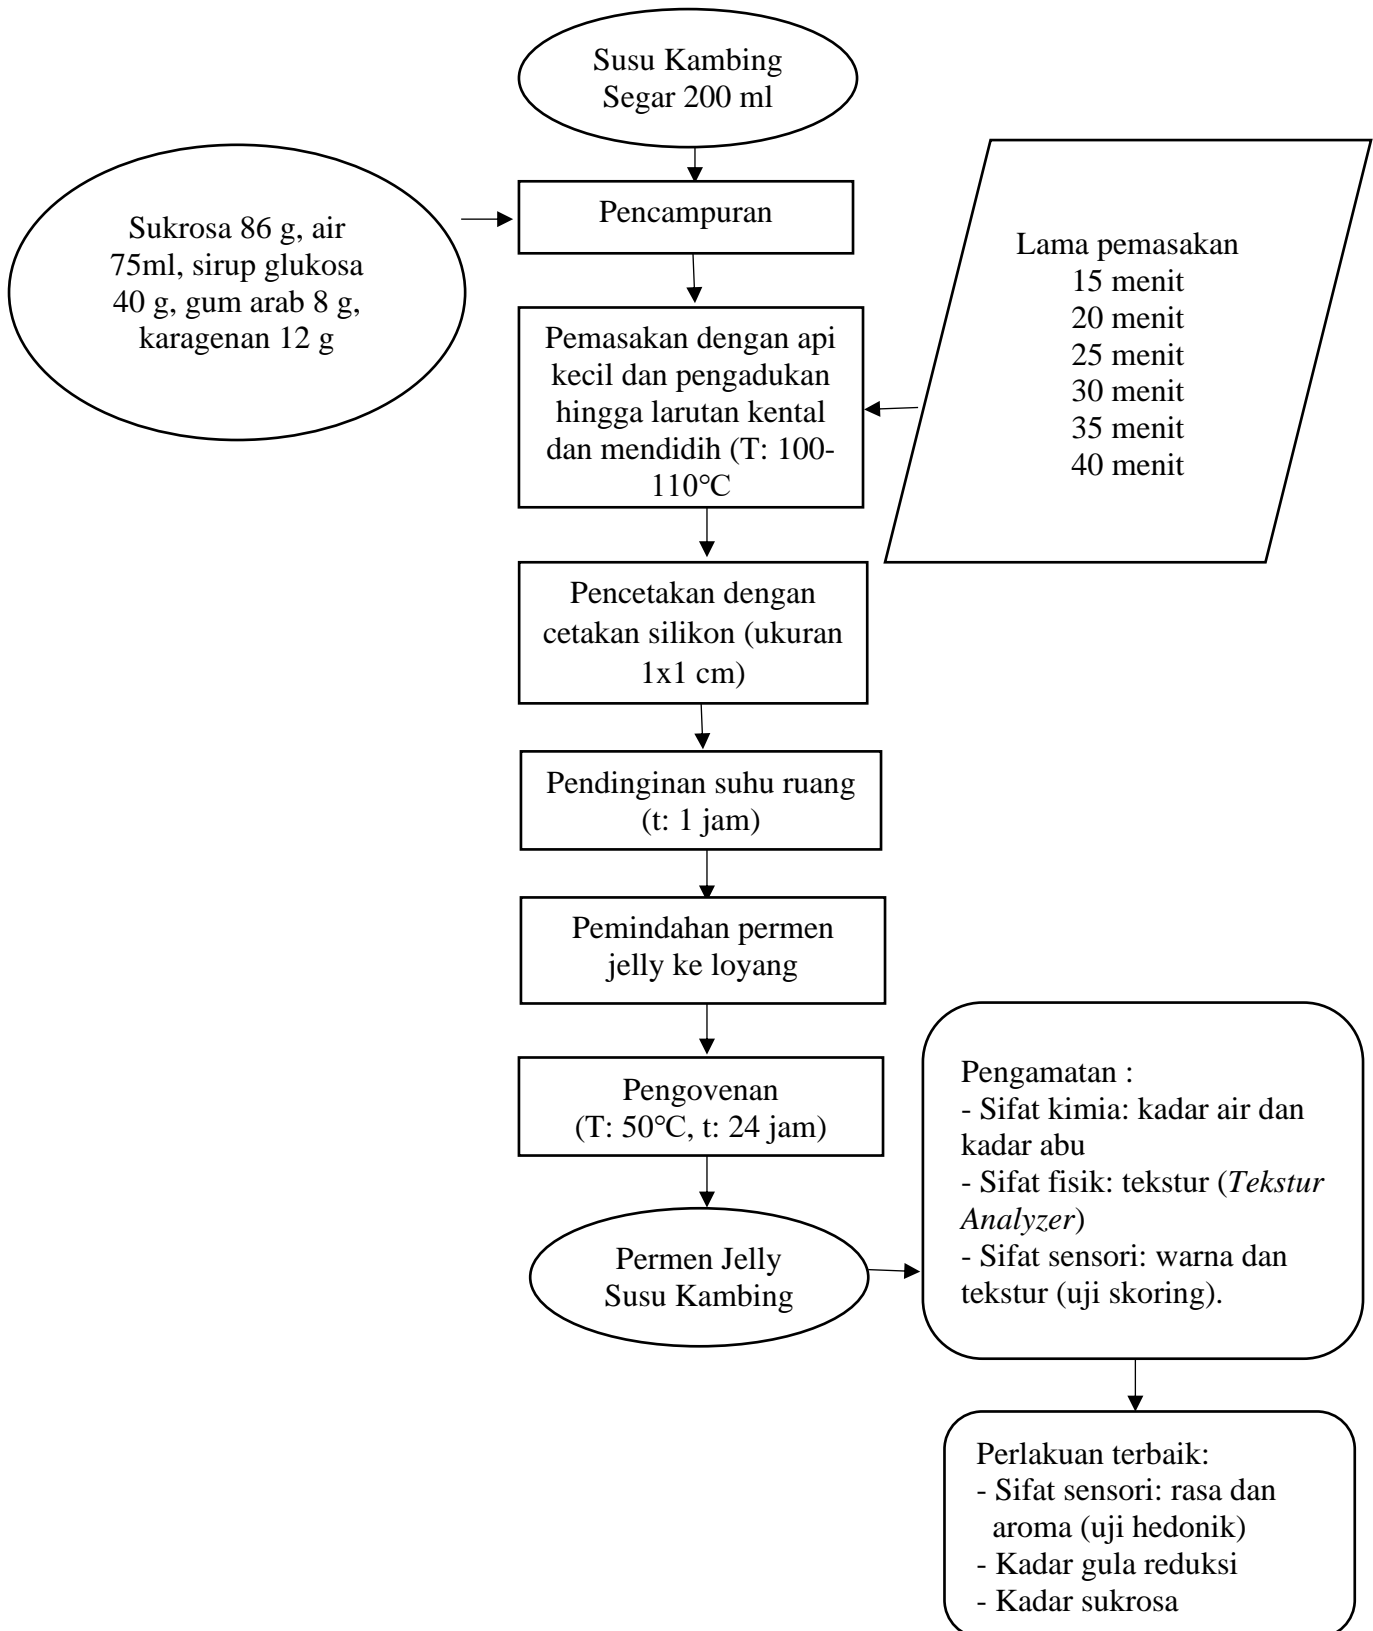 Susu Kambing
Segar 200 ml
Pencampuran
Sukrosa 86 g, air
75ml, sirup glukosa
40 g, gum arab 8 g,
karagenan 12 g
Lama pemasakan
15 menit
20 menit
25 menit
30 menit
35 menit
40 menit
Pemasakan dengan api
kecil dan pengadukan
hingga larutan kental
dan mendidih (T: 100-
110°C
Pencetakan dengan
cetakan silikon (ukuran
1x1 cm)
Pendinginan suhu ruang
(t: 1 jam)
Pemindahan permen
jelly ke loyang
Pengovenan
(T: 50°C, t: 24 jam)
Permen Jelly
Susu Kambing
Pengamatan :
- Sifat kimia: kadar air dan
kadar abu
- Sifat fisik: tekstur (Tekstur
Analyzer)
- Sifat sensori: warna dan
tekstur (uji skoring).
Perlakuan terbaik:
- Sifat sensori: rasa dan
aroma (uji hedonik)
- Kadar gula reduksi
- Kadar sukrosa